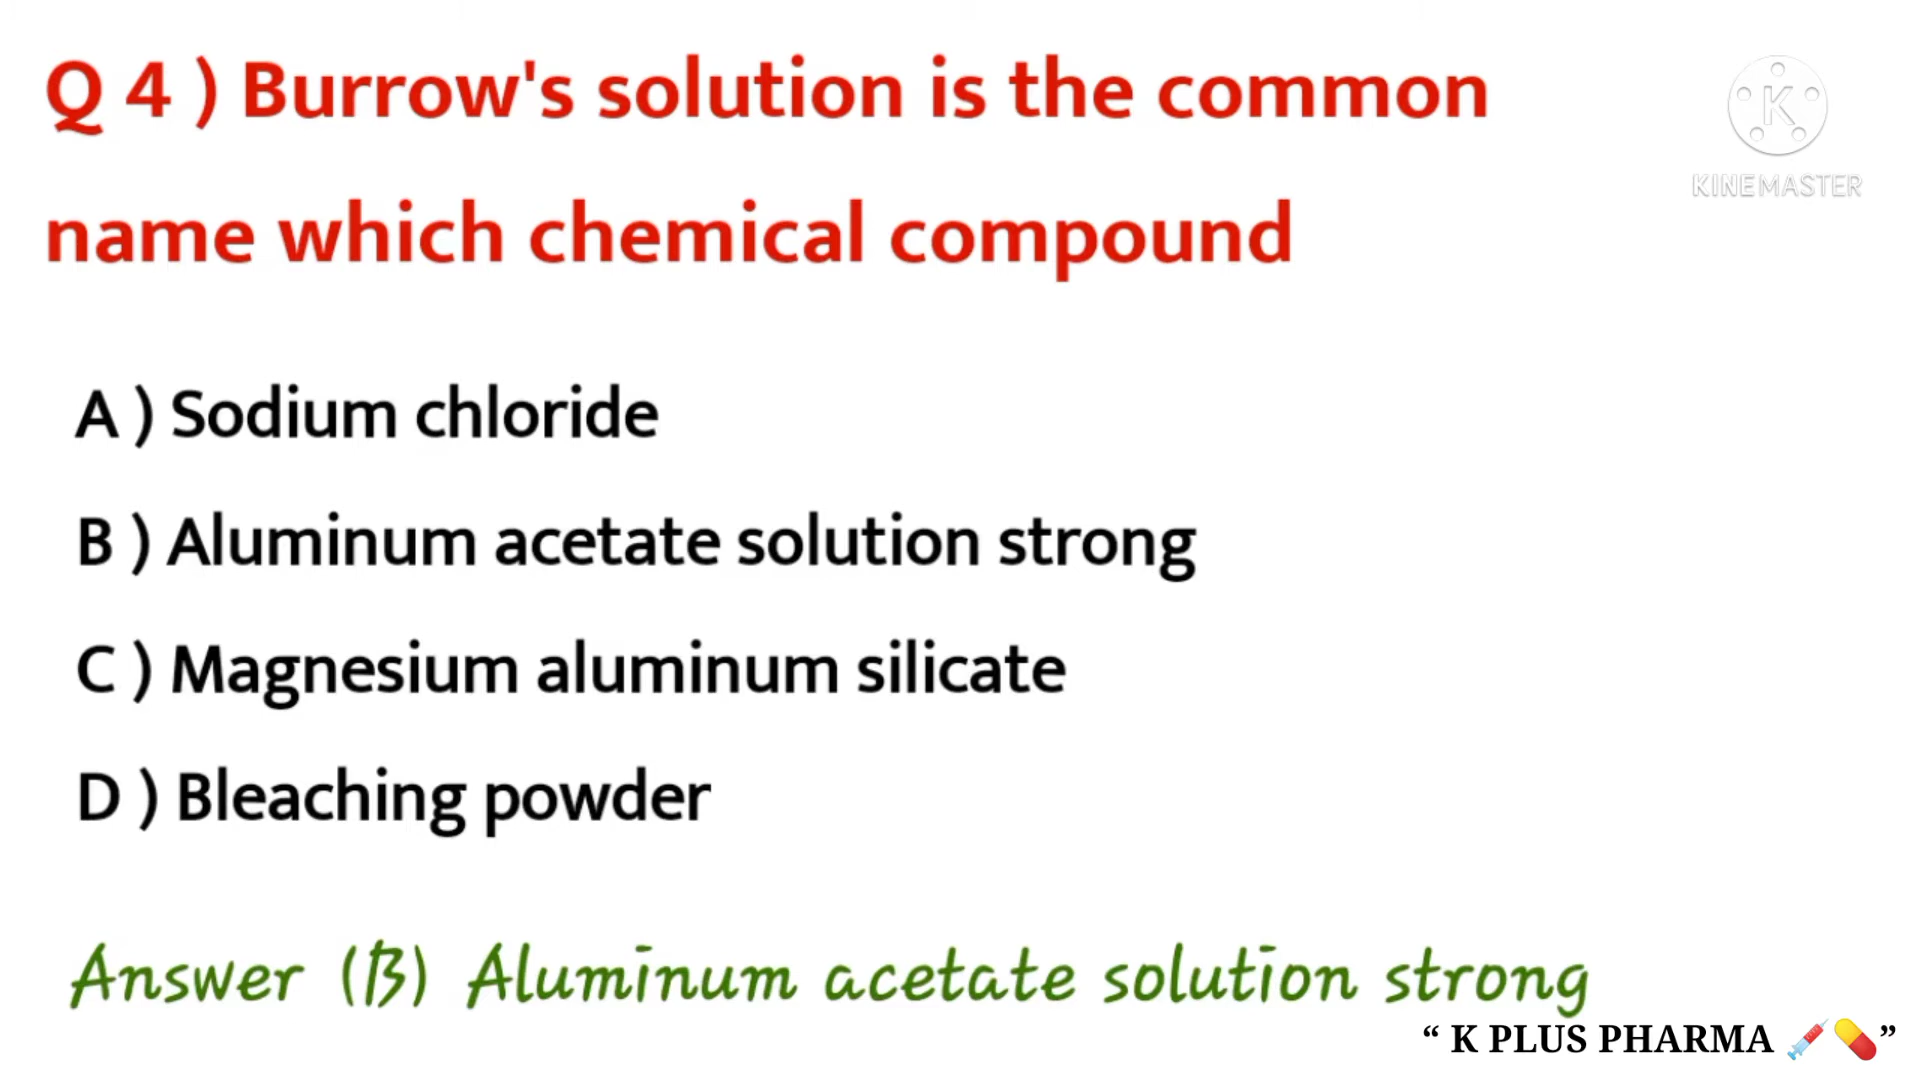 Q 4 ) Burrow's solution is the common
name which chemical compound
KINEMASTER
A ) Sodium chloride
B ) Aluminum acetate solution strong
C ) Magnesium aluminum silicate
D ) Bleaching powder
Answer (B) Aluminum acetate solution strong
“ K PLUS PHARMA 💉💊”